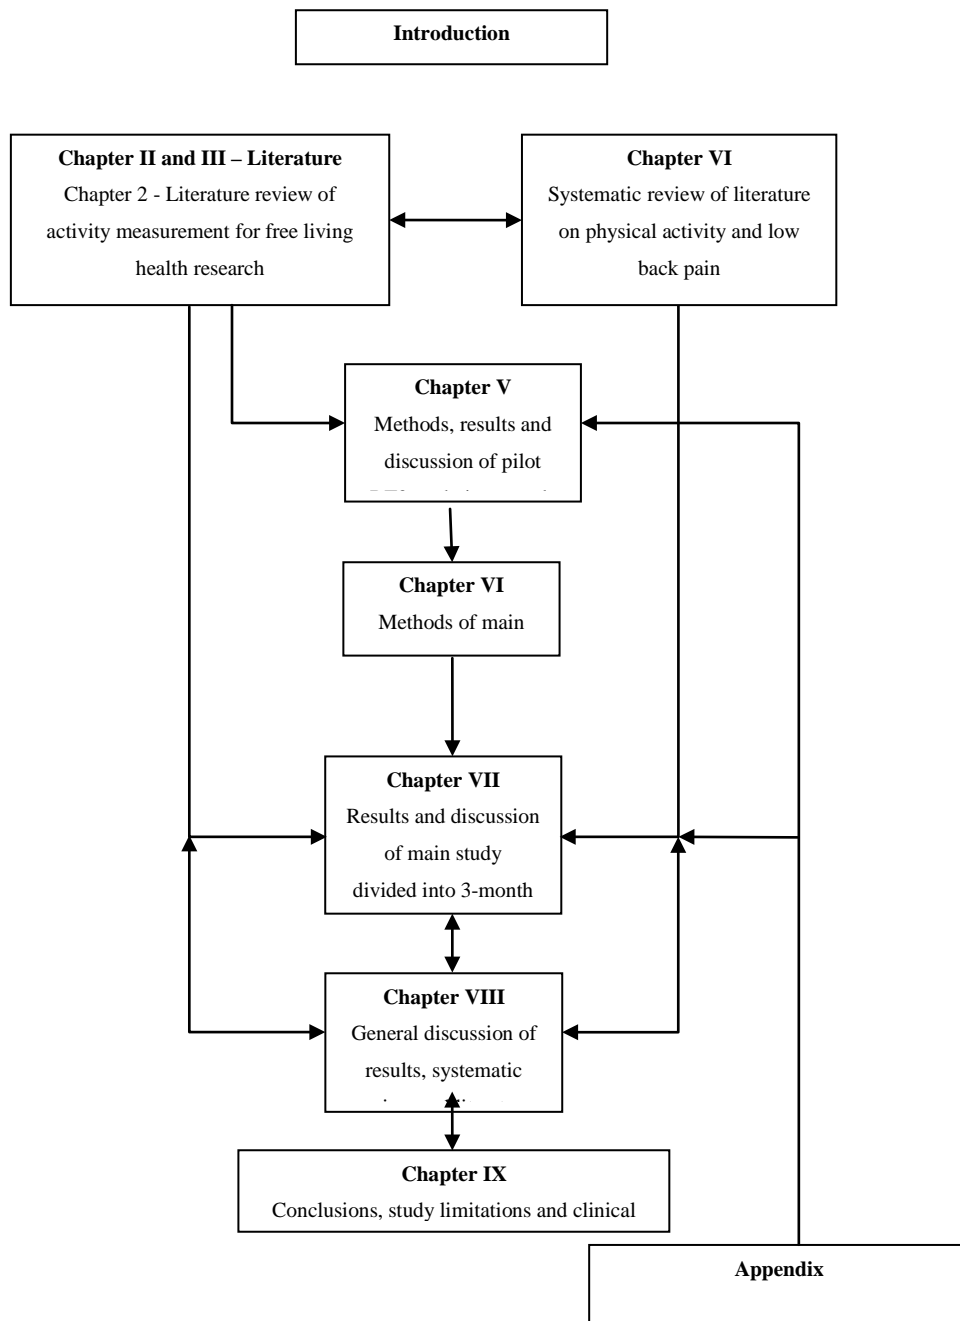 Introduction
Chapter II and III – Literature
Chapter 2 - Literature review of
activity measurement for free living
health research
Chapter VI
Systematic review of literature
on physical activity and low
back pain
Chapter V
Methods, results and
discussion of pilot
Chapter VI
Methods of main
Chapter VII
Results and discussion
of main study
divided into 3-month
Chapter VIII
General discussion of
results, systematic
Chapter IX
Conclusions, study limitations and clinical
Appendix